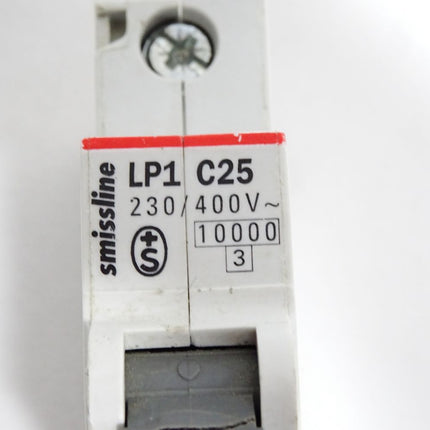 smissline
LP1 C25
230/400V~
10000
3
+S